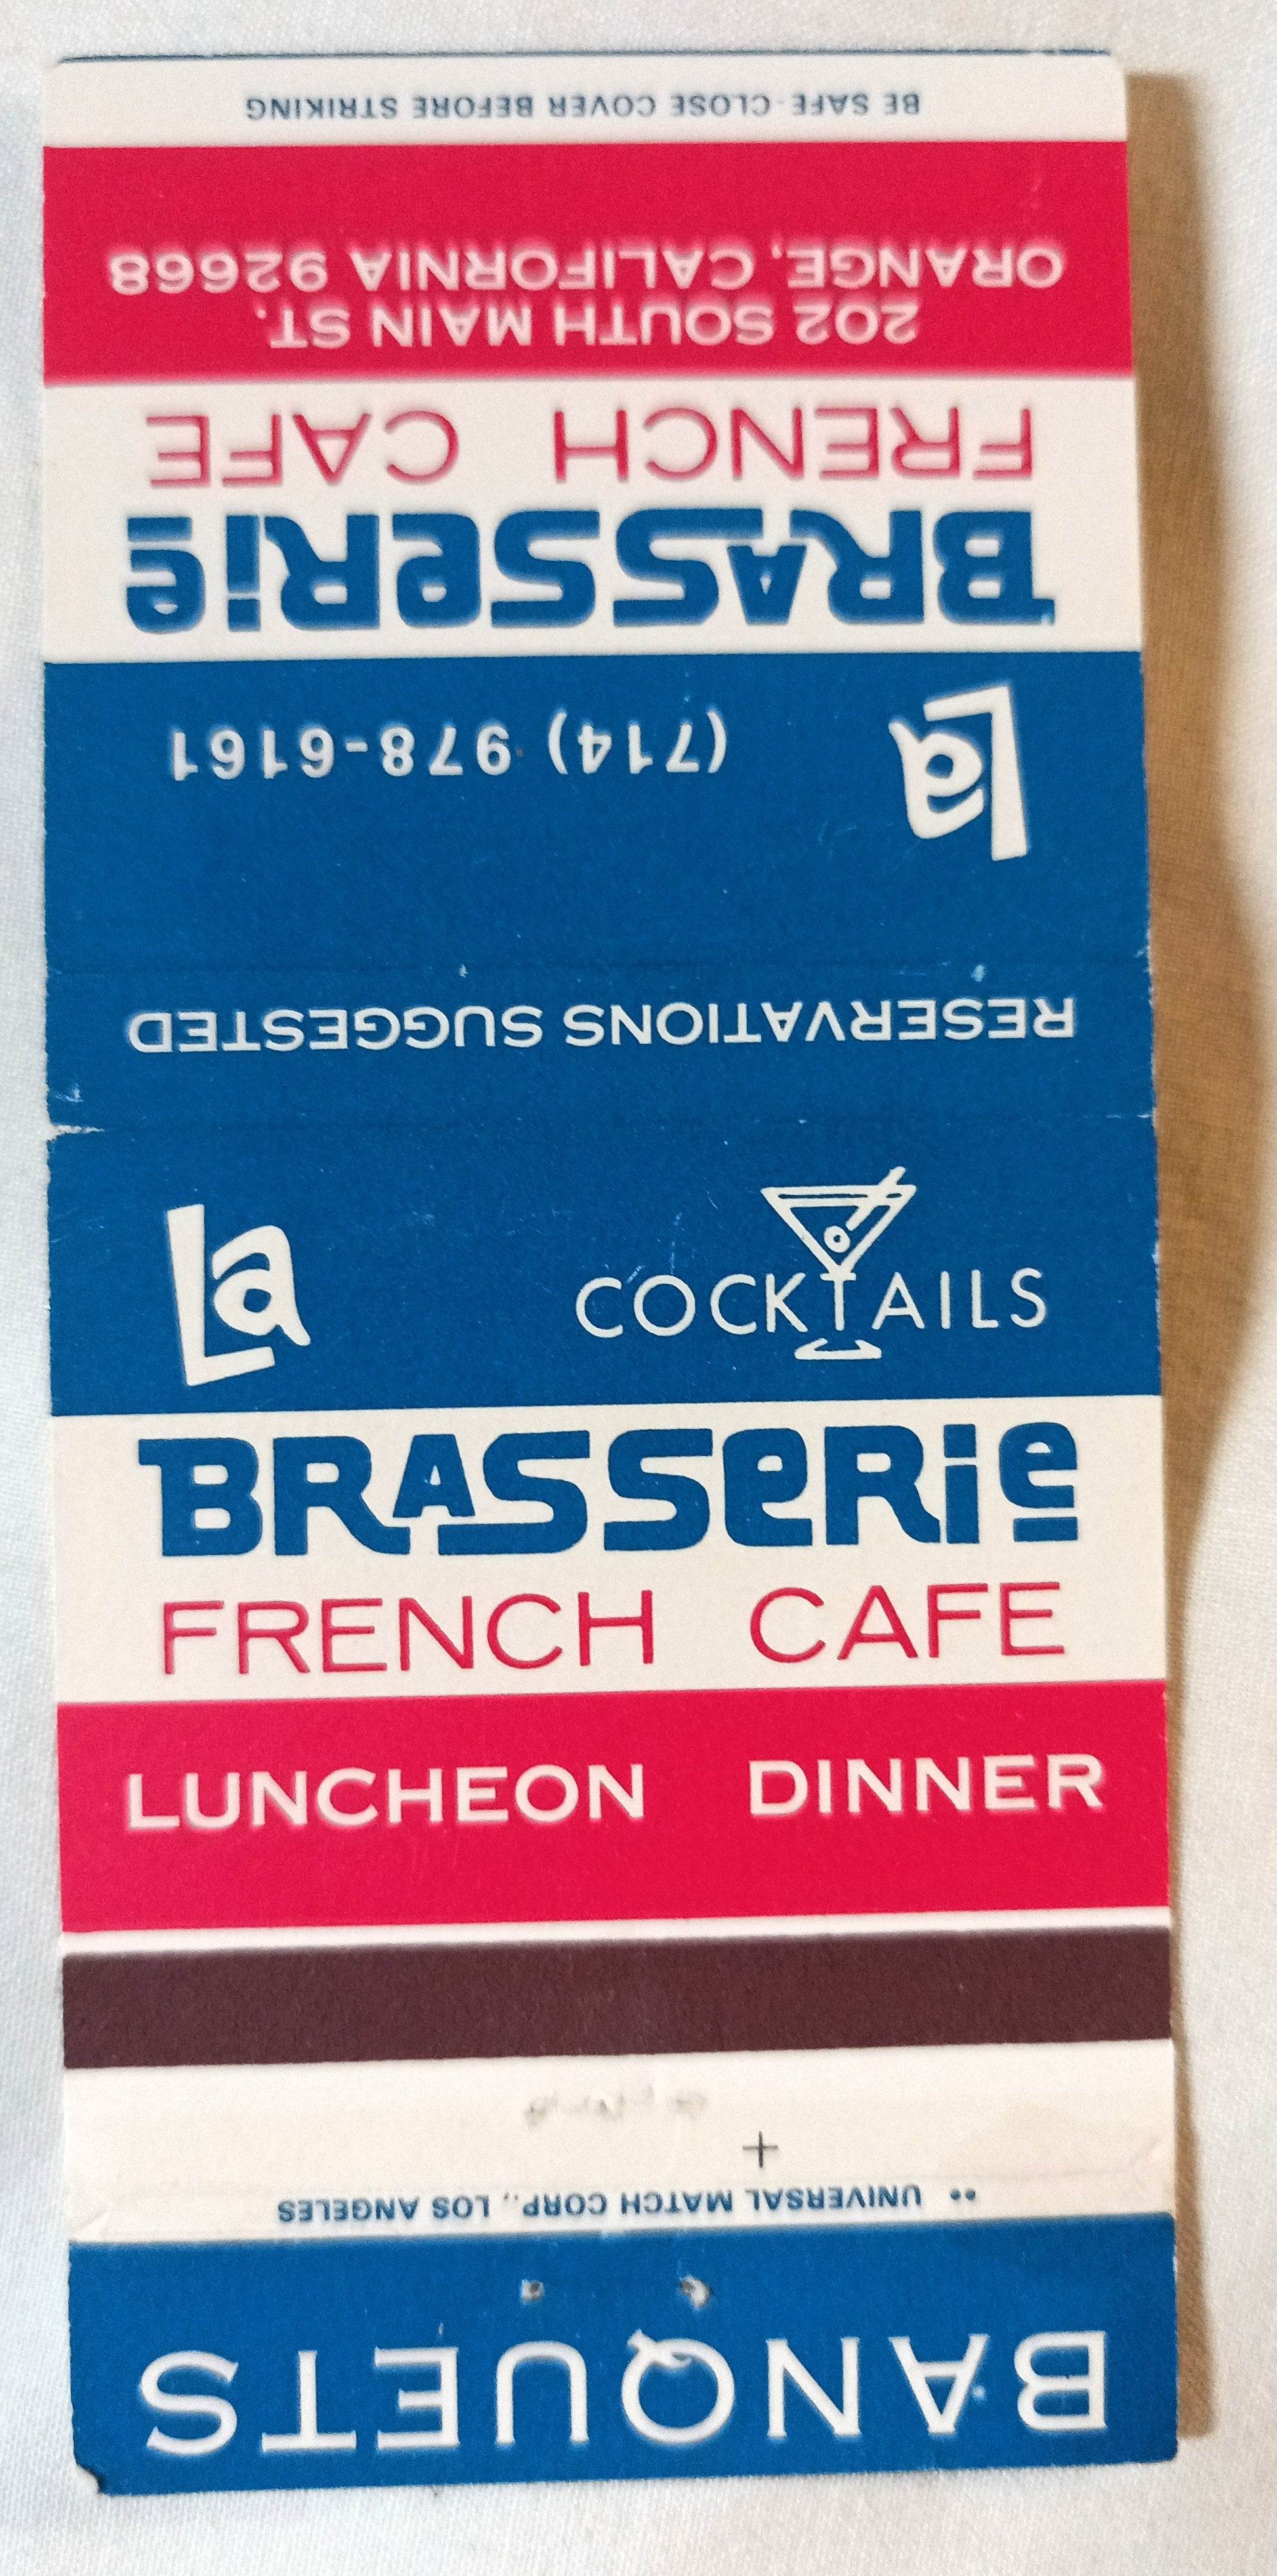 BE SAFE-CLOSE COVER BEFORE STRIKING
La
(714) 978-6161
BRASSERIE
FRENCH CAFE
202 SOUTH MAIN ST.
ORANGE, CALIFORNIA 92668
RESERVATIONS SUGGESTED
La
COCKTAILS
BRASSERIE
FRENCH CAFE
LUNCHEON DINNER
+
•• UNIVERSAL MATCH CORP., LOS ANGELES
BANQUETS